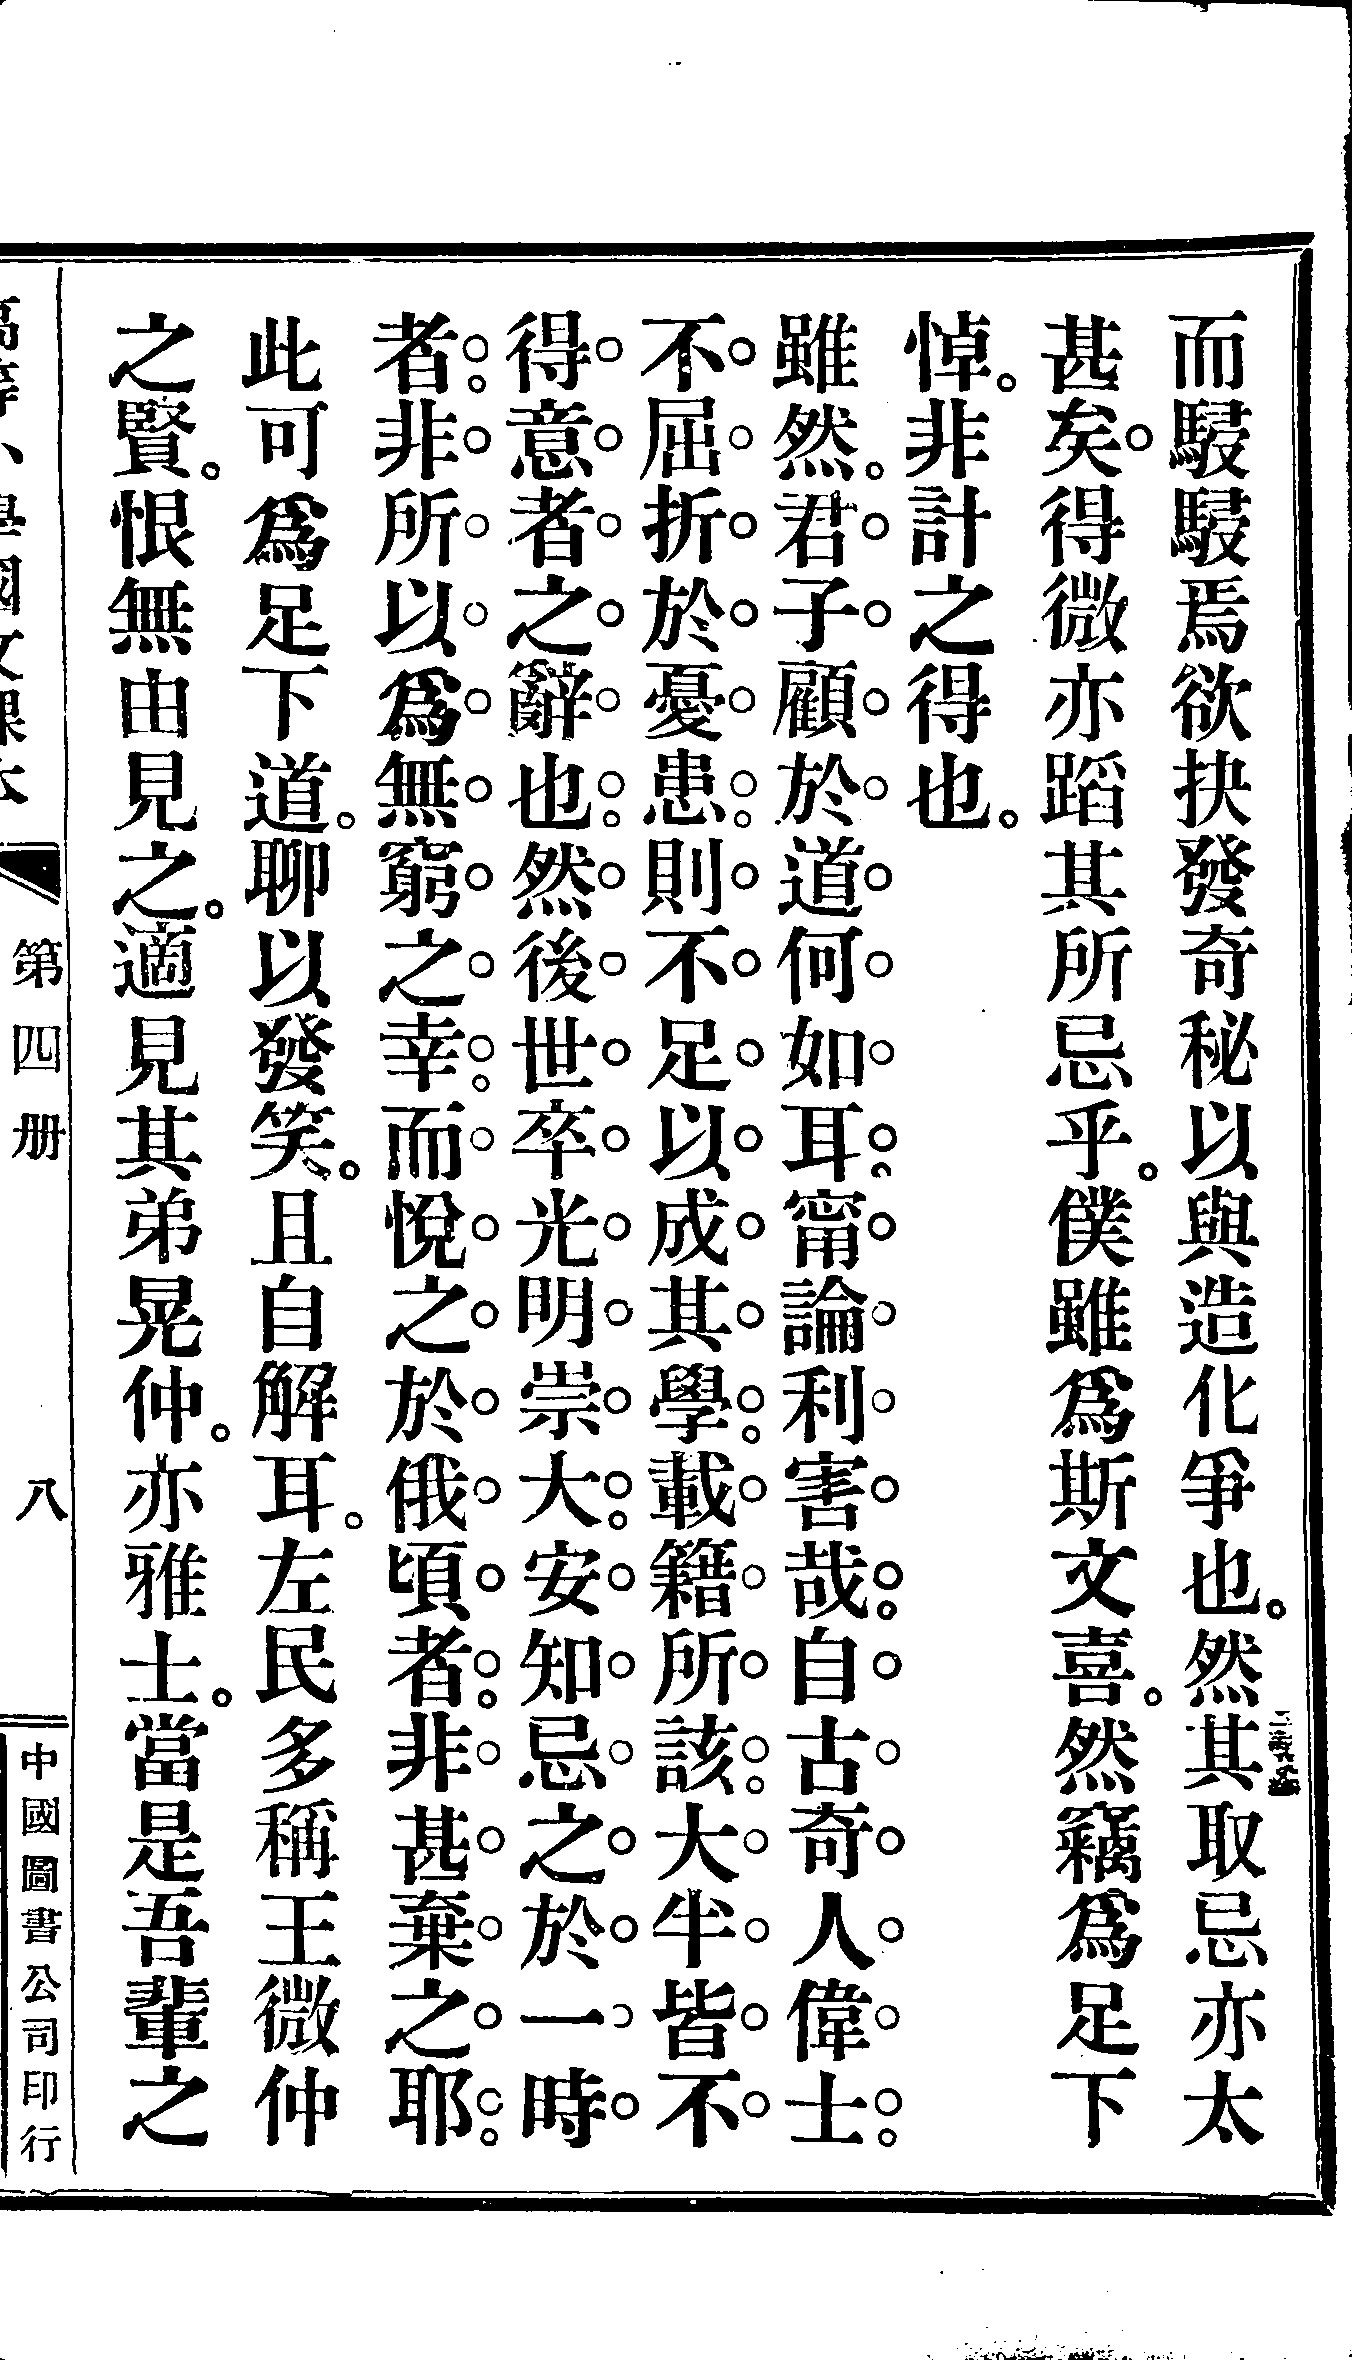 而駸駸焉欲抉發奇秘以與造化爭也。然其取忌亦太
甚矣。得微亦蹈其所忌乎。僕雖爲斯文喜。然竊爲足下
悼。非計之得也。
雖然。君子顧於道何如耳。甯論利害哉。自古奇人偉士。
不屈折於憂患。則不足以成其學。載籍所該。大半皆不
得意者之辭也。然後世卒光明崇大。安知忌之於一時
者。非所以爲無窮之幸。而悅之於俄頃者。非甚棄之耶。
此可爲足下道。聊以發笑。且自解耳。左民多稱王微仲
之賢。恨無由見之。適見其弟晃仲。亦雅士。當是吾輩之
高等小學國文課本
第四册
八
中國圖書公司印行